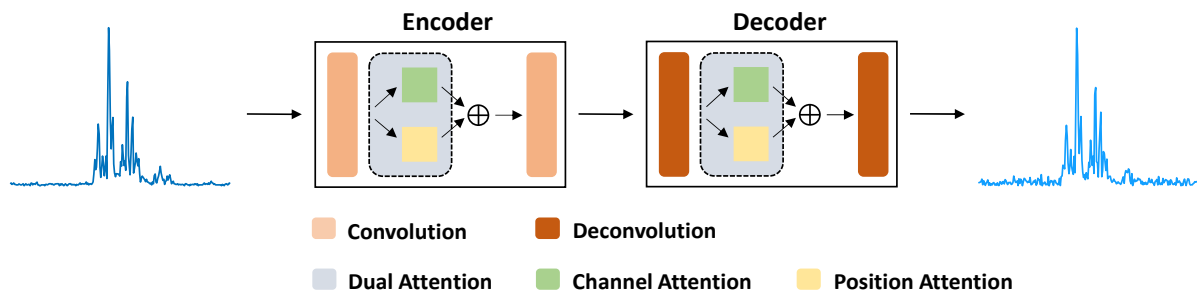 Encoder
Decoder
Convolution
Deconvolution
Dual Attention
Channel Attention
Position Attention